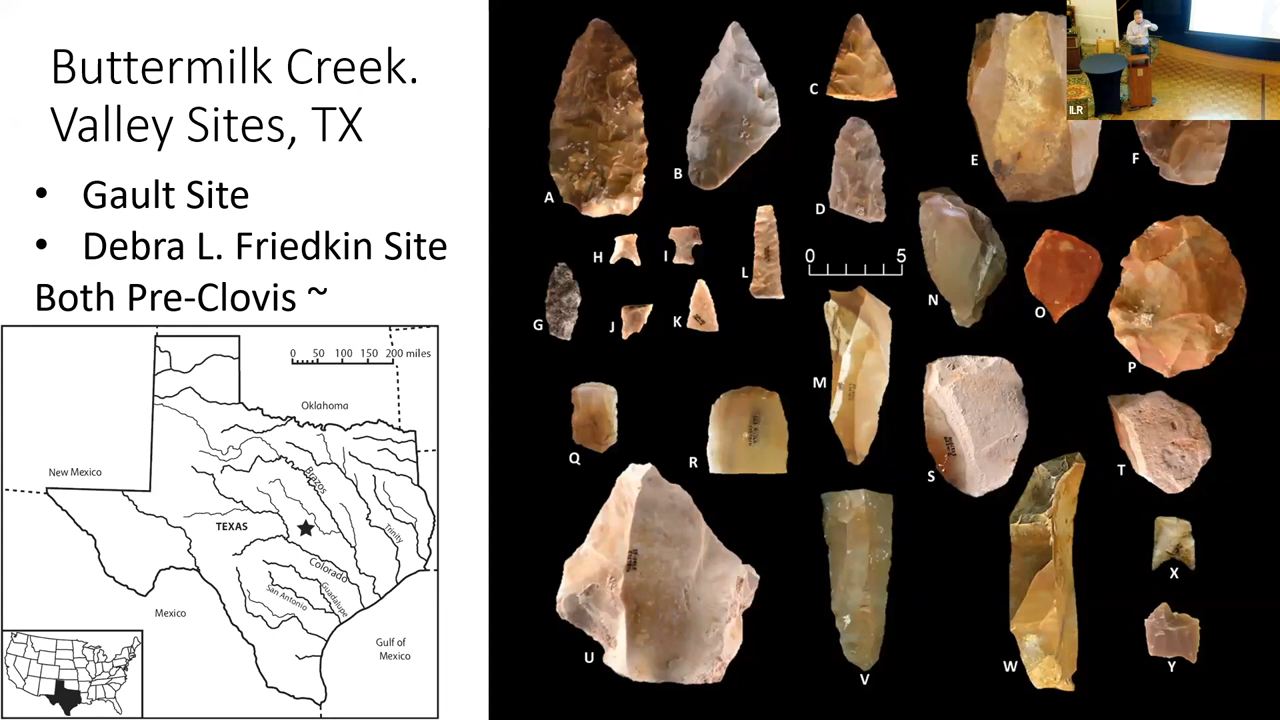 Buttermilk Creek.
Valley Sites, TX
• Gault Site
• Debra L. Friedkin Site
Both Pre-Clovis ~
0 50 100 150 200 miles
Oklahoma
New Mexico
Brazos
TEXAS
Trinity
Colorado
Guadalupe
San Antonio
Mexico
Gulf of
Mexico
A
B
C
D
E
F
ILR
0 5
G
H
I
J
K
L
M
N
O
P
Q
R
S
T
U
V
W
X
Y